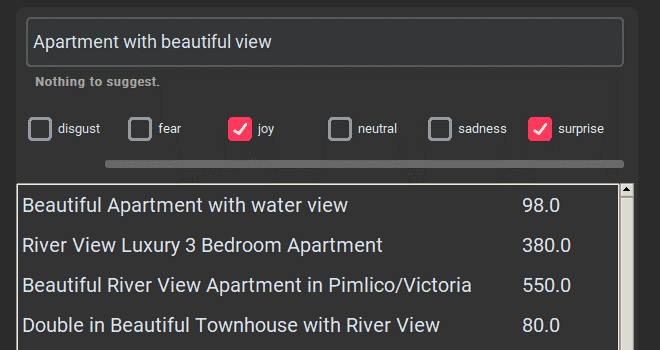 Apartment with beautiful view
Nothing to suggest.
disgust fear joy neutral sadness surprise
Beautiful Apartment with water view 98.0
River View Luxury 3 Bedroom Apartment 380.0
Beautiful River View Apartment in Pimlico/Victoria 550.0
Double in Beautiful Townhouse with River View 80.0